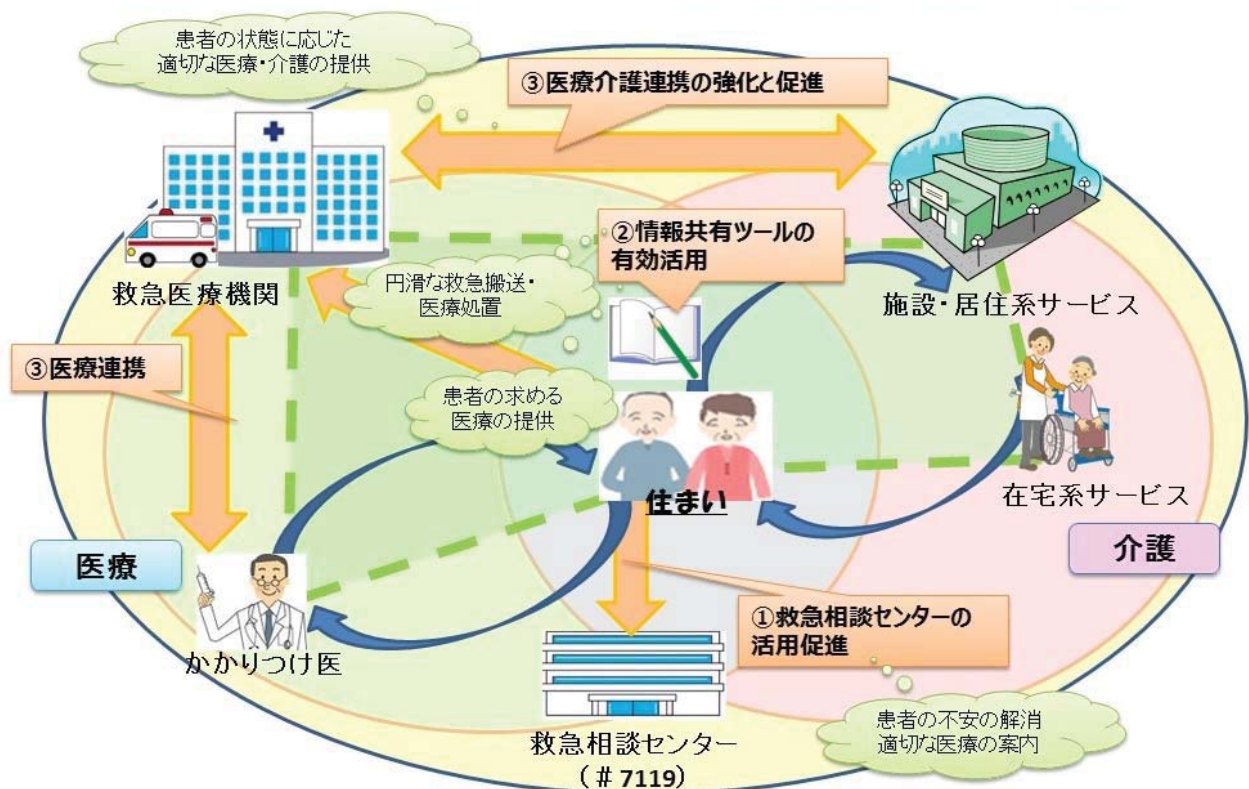 患者の状態に応じた
適切な医療・介護の提供
③医療介護連携の強化と促進
②情報共有ツールの
有効活用
救急医療機関
円滑な救急搬送・
医療処置
施設・居住系サービス
③医療連携
患者の求める
医療の提供
住まい
在宅系サービス
医療
介護
かかりつけ医
①救急相談センターの
活用促進
救急相談センター
(＃7119)
患者の不安の解消
適切な医療の案内